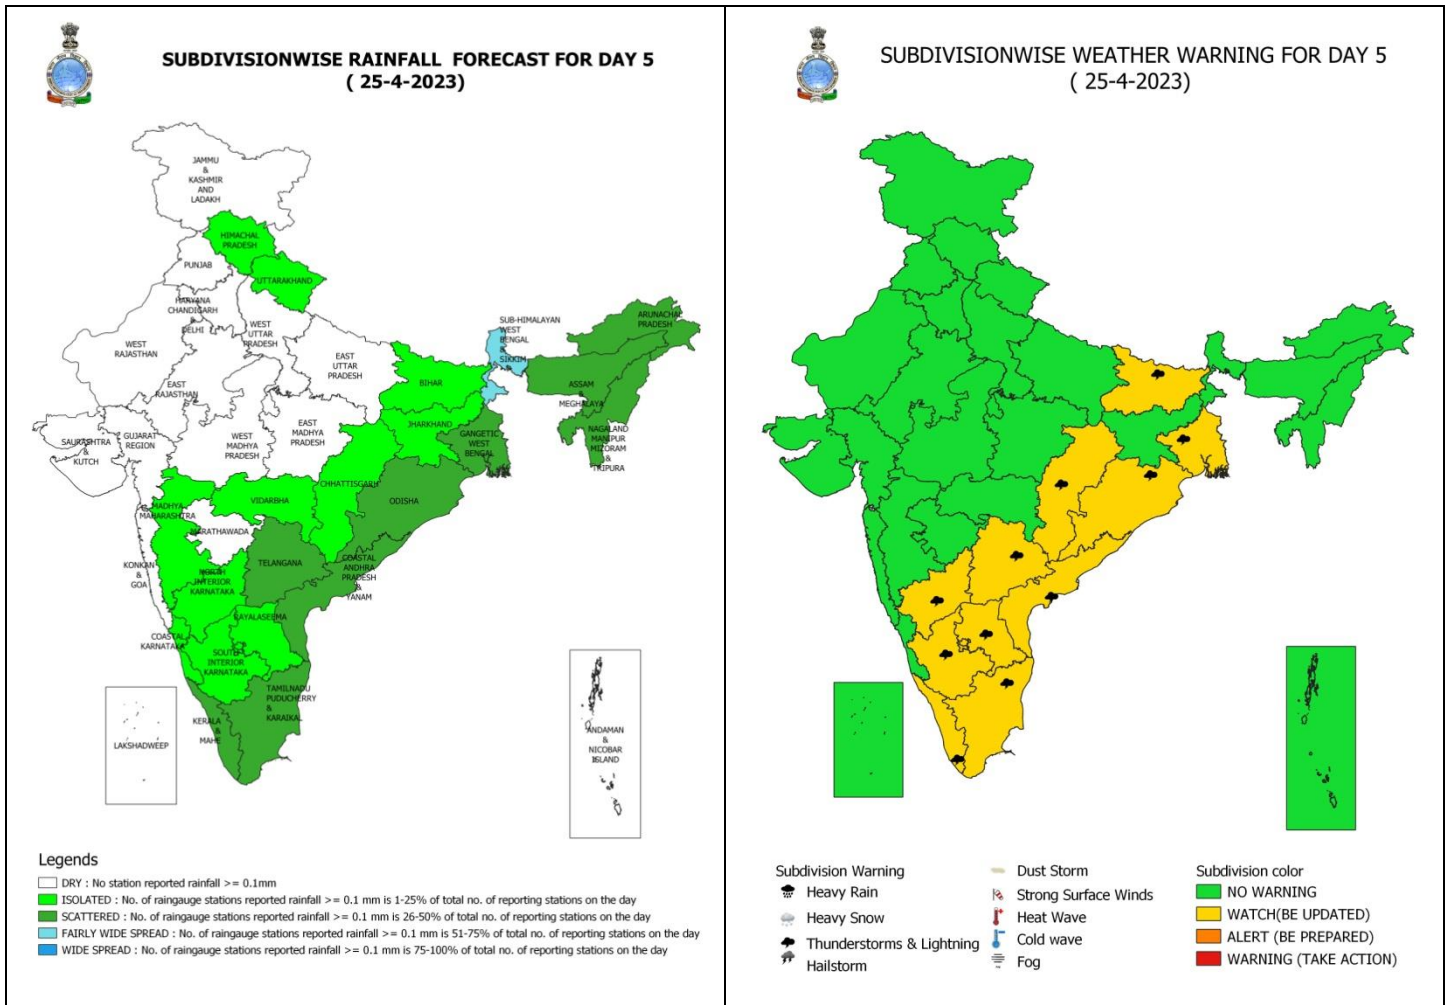 SUBDIVISIONWISE RAINFALL FORECAST FOR DAY 5
( 25-4-2023)
JAMMU
&
KASHMIR
AND
LADAKH
HIMACHAL
PRADESH
PUNJAB
UTTARAKHAND
HARYANA
CHANDIGARH
&
DELHI
WEST
UTTAR
PRADESH
WEST
RAJASTHAN
EAST
UTTAR
PRADESH
SUB-HIMALAYAN
WEST
BENGAL
&
SIKKIM
ARUNACHAL
PRADESH
EAST
RAJASTHAN
BIHAR
ASSAM
&
MEGHALAYA
SAURASHTRA
&
KUTCH
GUJARAT
REGION
WEST
MADHYA
PRADESH
EAST
MADHYA
PRADESH
JHARKHAND
GANGETIC
WEST
BENGAL
NAGALAND
MANIPUR
MIZORAM
&
TRIPURA
CHHATTISGARH
VIDARBHA
ODISHA
MADHYA
MAHARASHTRA
MARATHAWADA
KONKAN
&
GOA
TELANGANA
COASTAL
ANDHRA
PRADESH
&
YANAM
NORTH
INTERIOR
KARNATAKA
RAYALASEEMA
COASTAL
KARNATAKA
SOUTH
INTERIOR
KARNATAKA
TAMILNADU
PUDUCHERRY
&
KARAIKAL
KERALA
&
MAHE
LAKSHADWEEP
ANDAMAN
&
NICOBAR
ISLAND
Legends
DRY : No station reported rainfall >= 0.1mm
ISOLATED : No. of raingauge stations reported rainfall >= 0.1 mm is 1-25% of total no. of reporting stations on the day
SCATTERED : No. of raingauge stations reported rainfall >= 0.1 mm is 26-50% of total no. of reporting stations on the day
FAIRLY WIDE SPREAD : No. of raingauge stations reported rainfall >= 0.1 mm is 51-75% of total no. of reporting stations on the day
WIDE SPREAD : No. of raingauge stations reported rainfall >= 0.1 mm is 75-100% of total no. of reporting stations on the day
SUBDIVISIONWISE WEATHER WARNING FOR DAY 5
( 25-4-2023)
Subdivision Warning
Heavy Rain
Heavy Snow
Thunderstorms & Lightning
Hailstorm
Dust Storm
Strong Surface Winds
Heat Wave
Cold wave
Fog
Subdivision color
NO WARNING
WATCH(BE UPDATED)
ALERT (BE PREPARED)
WARNING (TAKE ACTION)